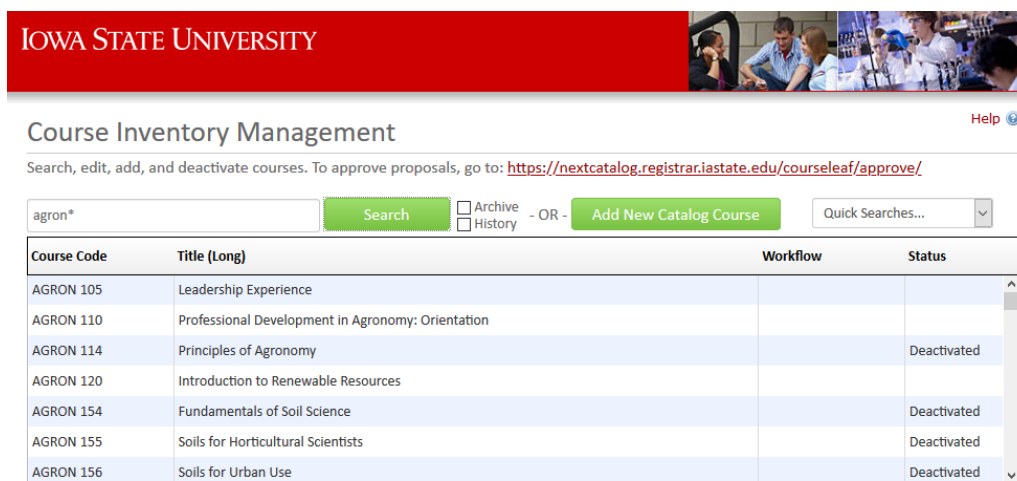 IOWA STATE UNIVERSITY
Help
Course Inventory Management
Search, edit, add, and deactivate courses. To approve proposals, go to: https://nextcatalog.registrar.iastate.edu/courseleaf/approve/
agron* Search Archive History - OR - Add New Catalog Course Quick Searches...
Course Code Title (Long) Workflow Status
AGRON 105 Leadership Experience
AGRON 110 Professional Development in Agronomy: Orientation
AGRON 114 Principles of Agronomy Deactivated
AGRON 120 Introduction to Renewable Resources
AGRON 154 Fundamentals of Soil Science Deactivated
AGRON 155 Soils for Horticultural Scientists Deactivated
AGRON 156 Soils for Urban Use Deactivated